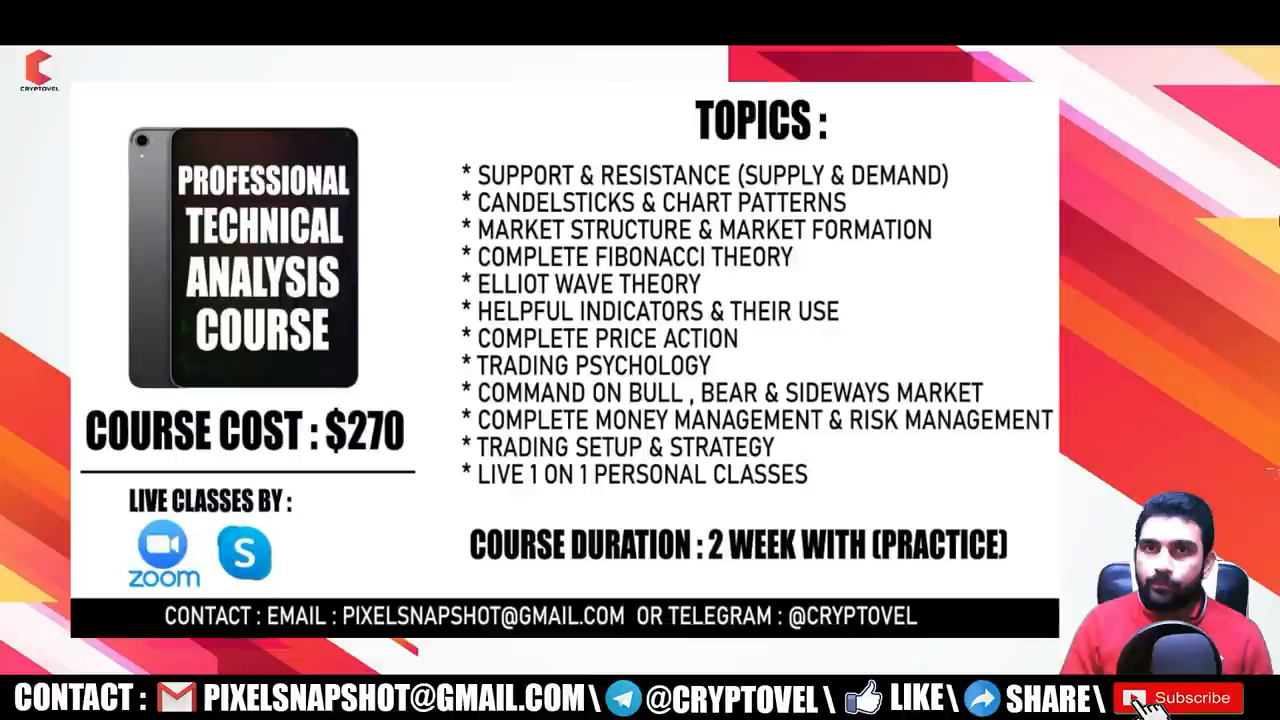 CRYPTOVEL
PROFESSIONAL
TECHNICAL
ANALYSIS
COURSE
COURSE COST : $270
LIVE CLASSES BY :
zoom
S
TOPICS :
* SUPPORT & RESISTANCE (SUPPLY & DEMAND)
* CANDELSTICKS & CHART PATTERNS
* MARKET STRUCTURE & MARKET FORMATION
* COMPLETE FIBONACCI THEORY
* ELLIOT WAVE THEORY
* HELPFUL INDICATORS & THEIR USE
* COMPLETE PRICE ACTION
* TRADING PSYCHOLOGY
* COMMAND ON BULL , BEAR & SIDEWAYS MARKET
* COMPLETE MONEY MANAGEMENT & RISK MANAGEMENT
* TRADING SETUP & STRATEGY
* LIVE 1 ON 1 PERSONAL CLASSES
COURSE DURATION : 2 WEEK WITH (PRACTICE)
CONTACT : EMAIL : PIXELSNAPSHOT@GMAIL.COM OR TELEGRAM : @CRYPTOVEL
CONTACT : PIXELSNAPSHOT@GMAIL.COM \ @CRYPTOVEL \ LIKE \ SHARE \ Subscribe